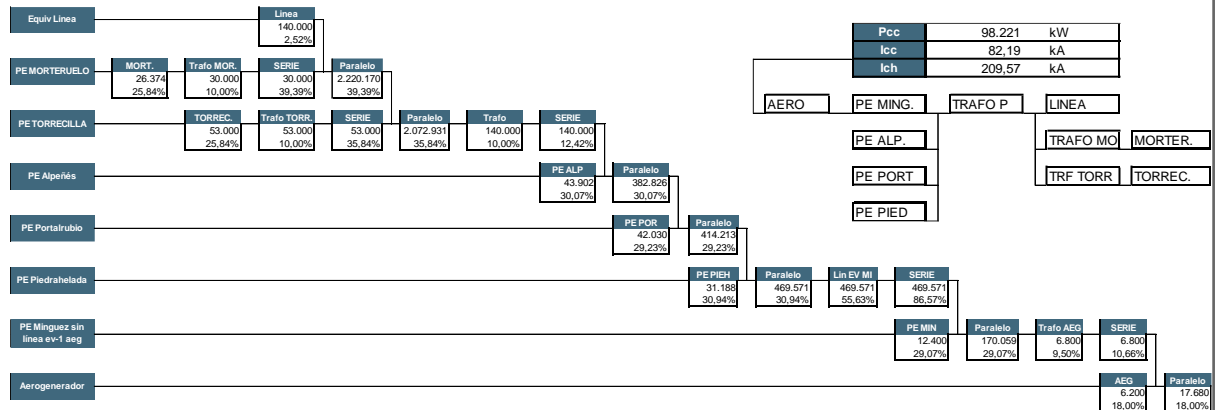 Equiv Linea
Linea
140.000
2,52%
Pcc 98.221 kW
Icc 82,19 kA
Ich 209,57 kA
PE MORTERUELO
MORT. Trafo MOR. SERIE Paralelo
26.374 30.000 30.000 2.220.170
25,84% 10,00% 39,39% 39,39%
AERO PE MING. TRAFO P LINEA
PE TORRECILLA
TORREC. Trafo TORR. SERIE Paralelo Trafo SERIE
53.000 53.000 53.000 2.072.931 140.000 140.000
25,84% 10,00% 35,84% 35,84% 10,00% 12,42%
PE ALP. TRAFO MO MORTER.
PE Alpeñés
PE ALP Paralelo
43.902 382.826
30,07% 30,07%
PE PORT TRF TORR TORREC.
PE PIED
PE Portalrubio
PE POR Paralelo
42.030 414.213
29,23% 29,23%
PE Piedrahelada
PE PIEH Paralelo Lin EV MI SERIE
31.188 469.571 469.571 469.571
30,94% 30,94% 55,63% 86,57%
PE Minguez sin
línea ev-1 aeg
PE MIN Paralelo Trafo AEG SERIE
12.400 170.059 6.800 6.800
29,07% 29,07% 9,50% 10,66%
Aerogenerador
AEG Paralelo
6.200 17.680
18,00% 18,00%